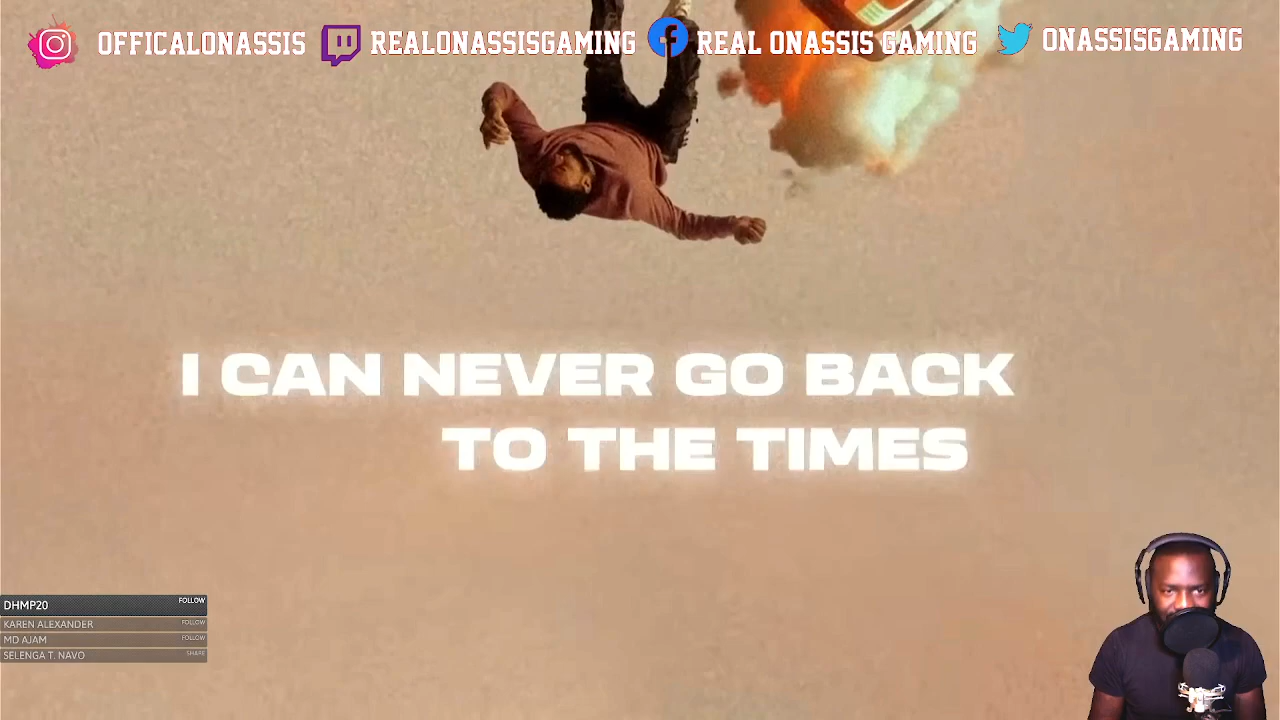 OFFICALONASSIS REALONASSISGAMING REAL ONASSIS GAMING ONASSISGAMING
I CAN NEVER GO BACK
TO THE TIMES
DHMP20 FOLLOW
KAREN ALEXANDER FOLLOW
MD AJAM FOLLOW
SELENGA T. NAVO SHARE